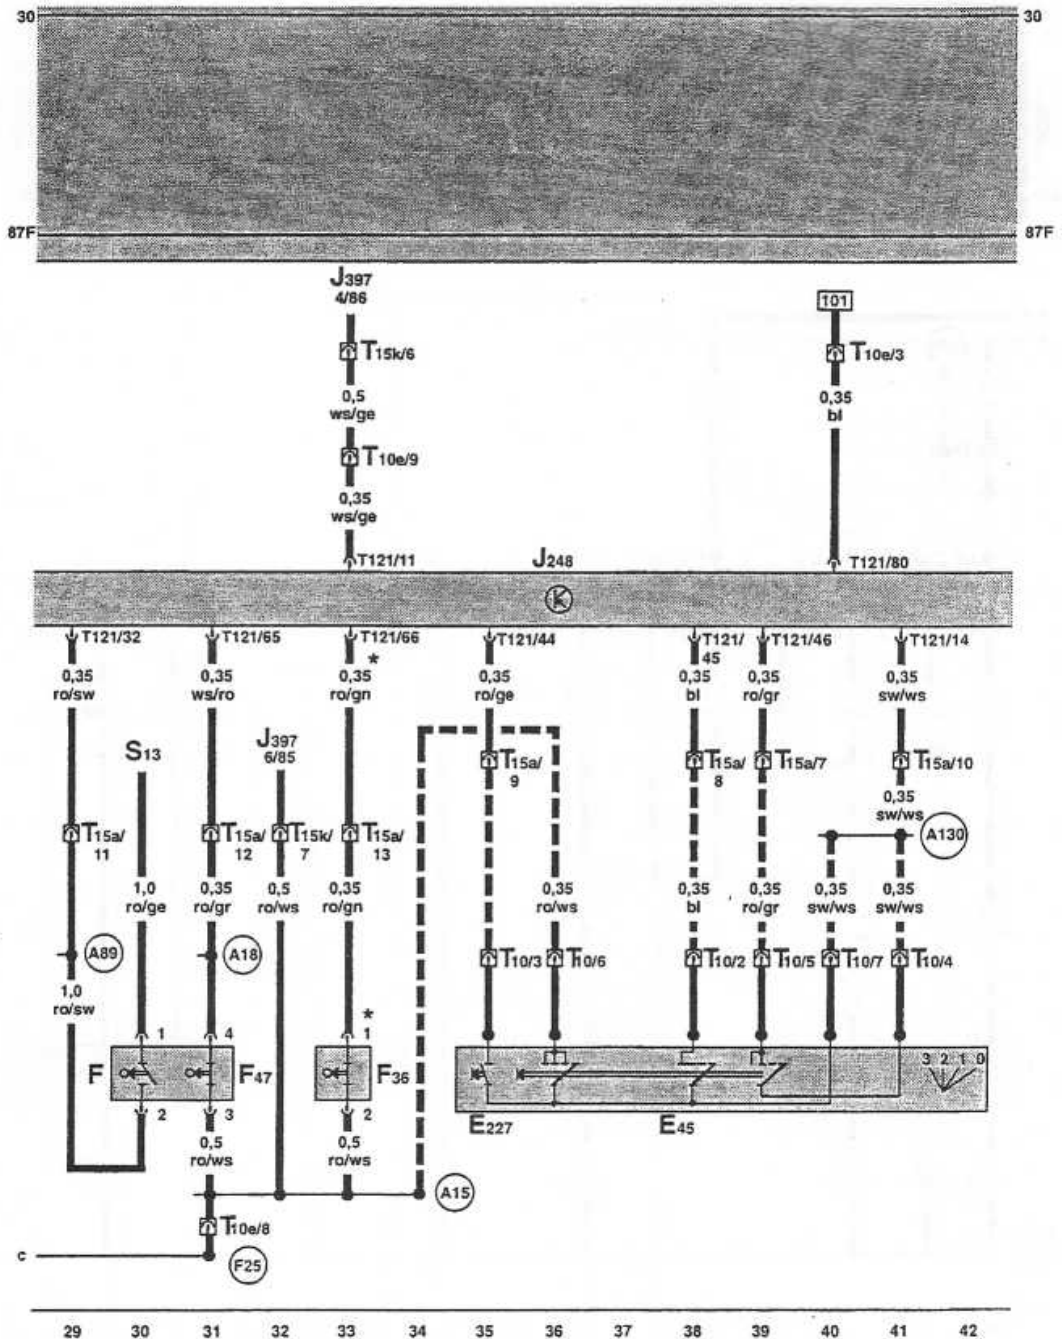 30 30
87F 87F
J397
4/86
101
T15k/6
T10e/3
0,5
ws/ge
0,35
bl
T10e/9
0,35
ws/ge
T121/11
J248
T121/80
K
T121/32
T121/65
T121/66
T121/44
T121/
45
T121/46
T121/14
*
0,35
ro/sw
0,35
ws/ro
0,35
ro/gn
0,35
ro/ge
0,35
bl
0,35
ro/gr
0,35
sw/ws
S13
J397
6/85
T15a/
9
T15a/
8
T15a/7
T15a/10
0,35
sw/ws
T15a/
11
T15a/
12
T15k/
7
T15a/
13
A130
1,0
ro/ge
0,35
ro/gr
0,5
ro/ws
0,35
ro/gn
0,35
ro/ws
0,35
bl
0,35
ro/gr
0,35
sw/ws
0,35
sw/ws
A89
A18
T10/3
T10/6
T10/2
T10/5
T10/7
T10/4
1,0
ro/sw
*
1 4 1
F F47 F36
3 2 1 0
2 3 2
E227 E45
0,5
ro/ws
0,5
ro/ws
A15
T10e/8
c
F25
29 30 31 32 33 34 35 36 37 38 39 40 41 42